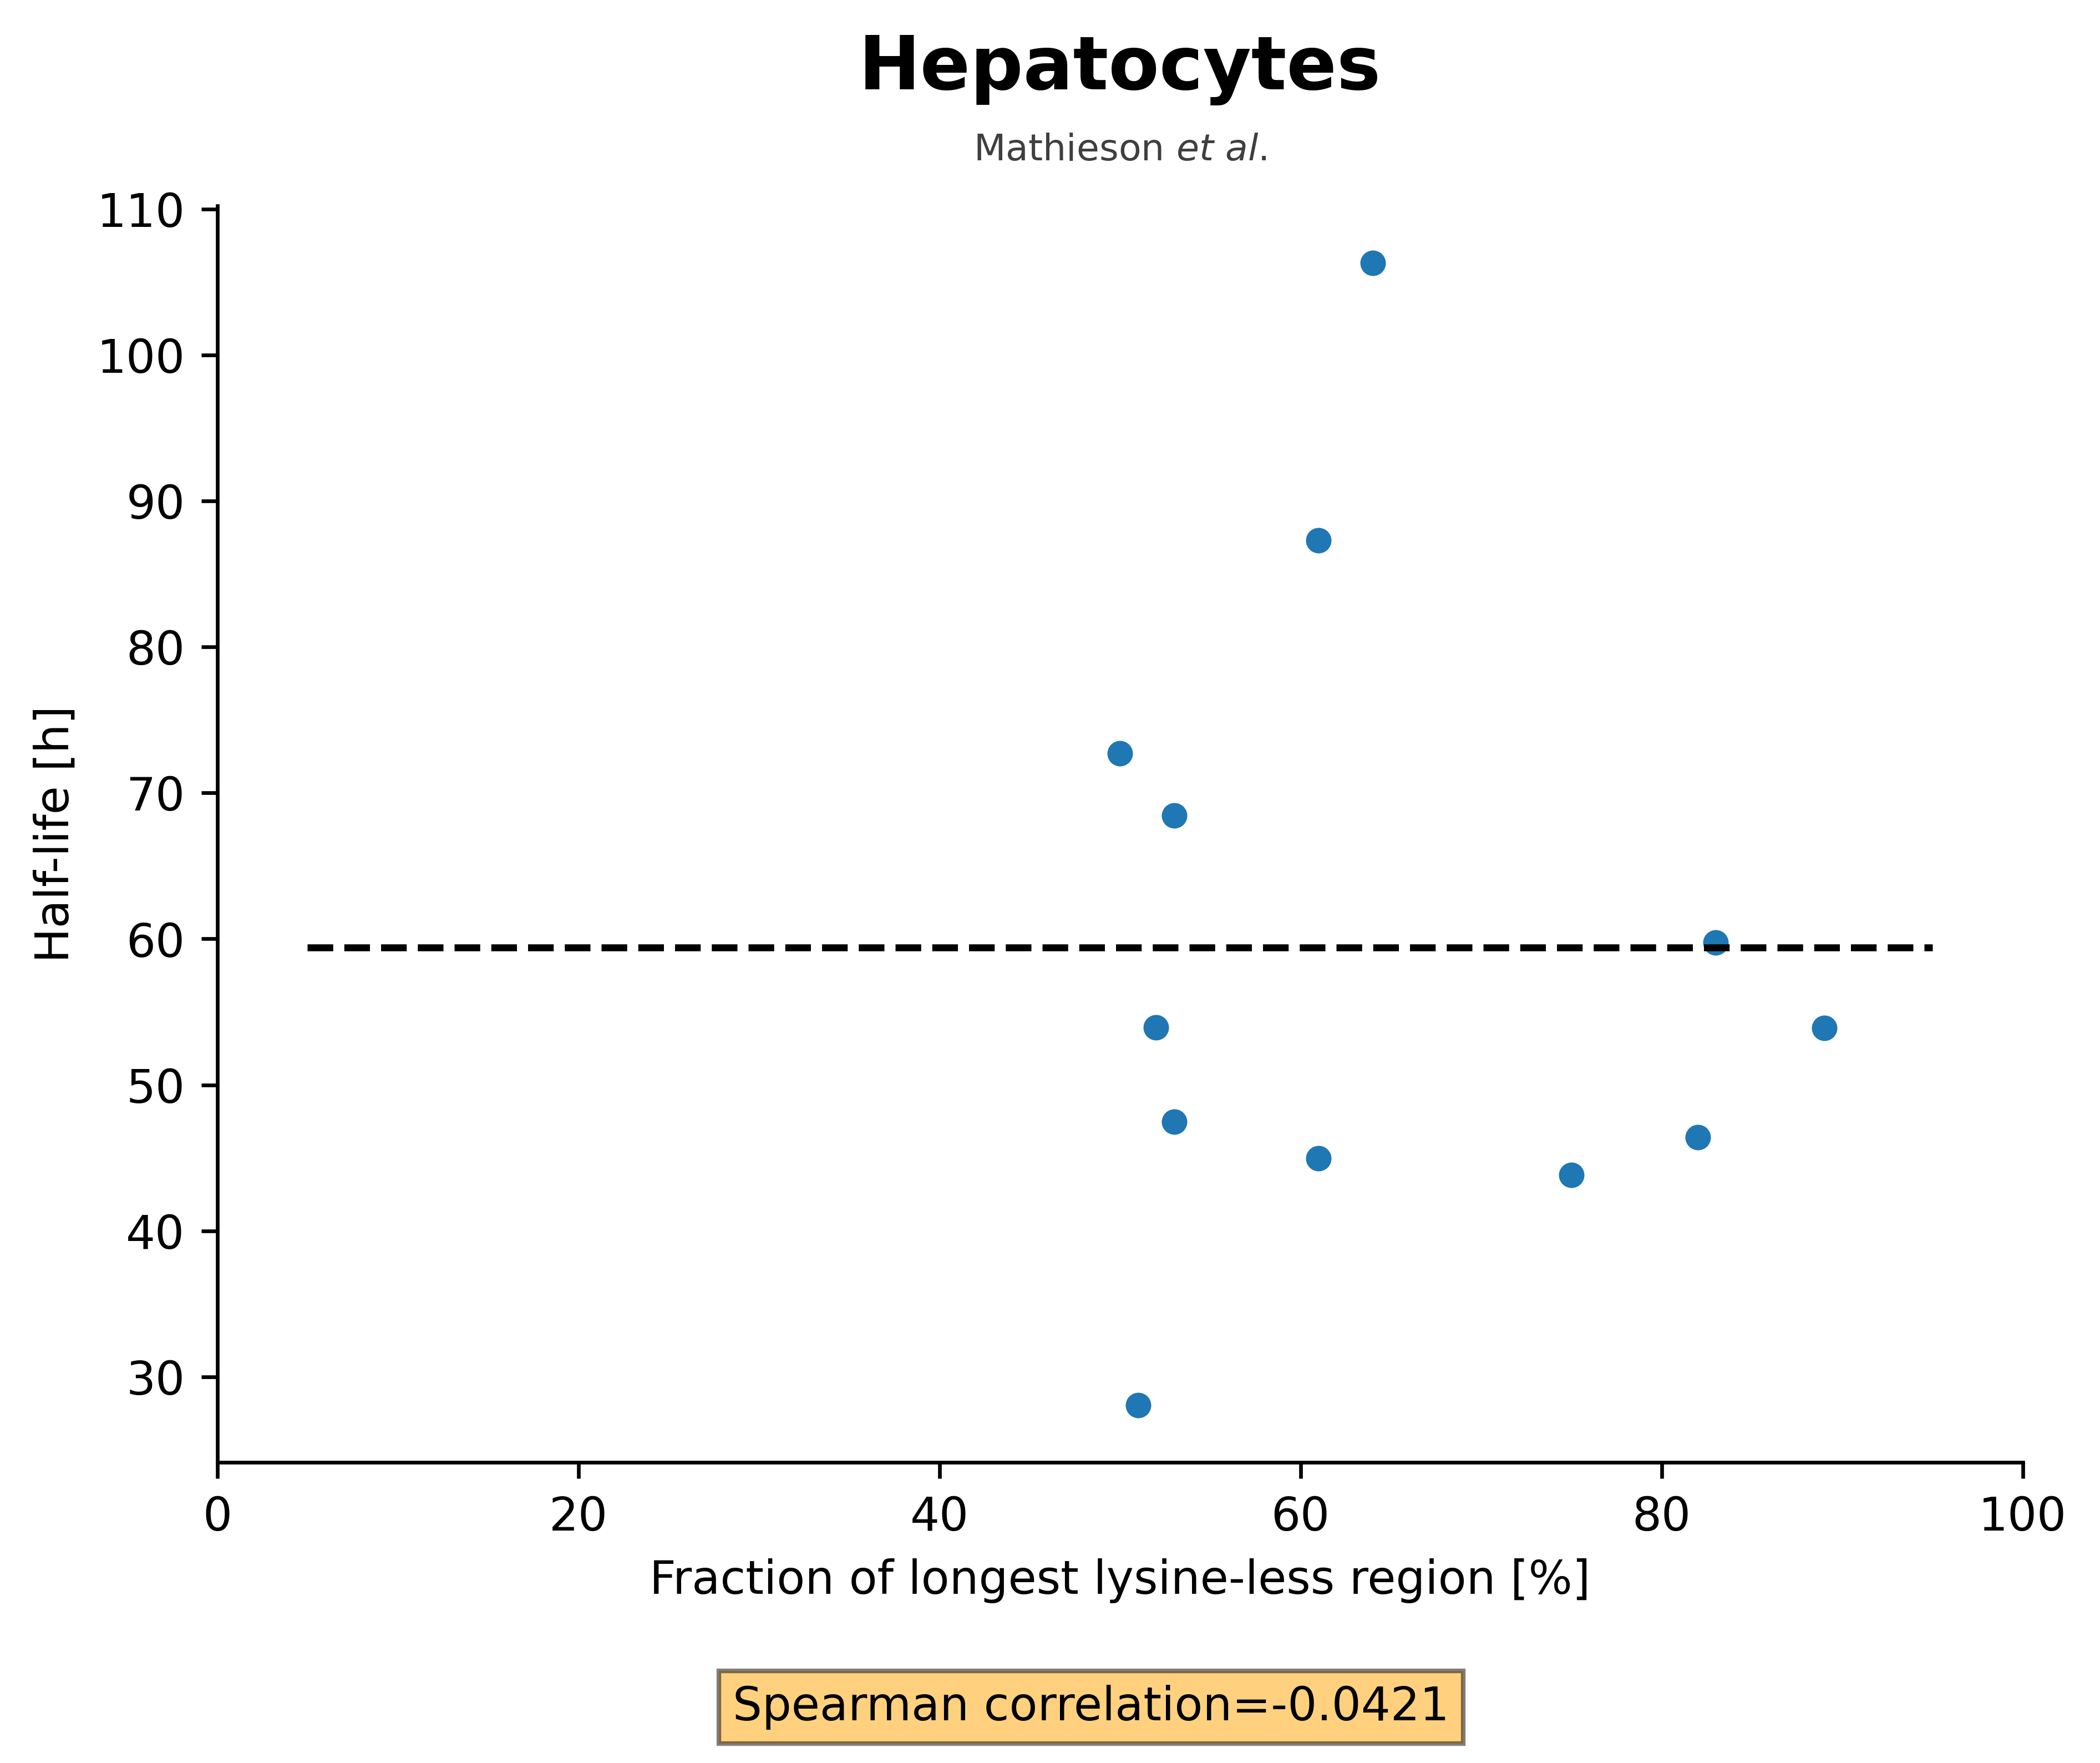 Hepatocytes
Mathieson et al.
110
100
90
80
70
60
50
40
30
Half-life [h]
0 20 40 60 80 100
Fraction of longest lysine-less region [%]
Spearman correlation=-0.0421